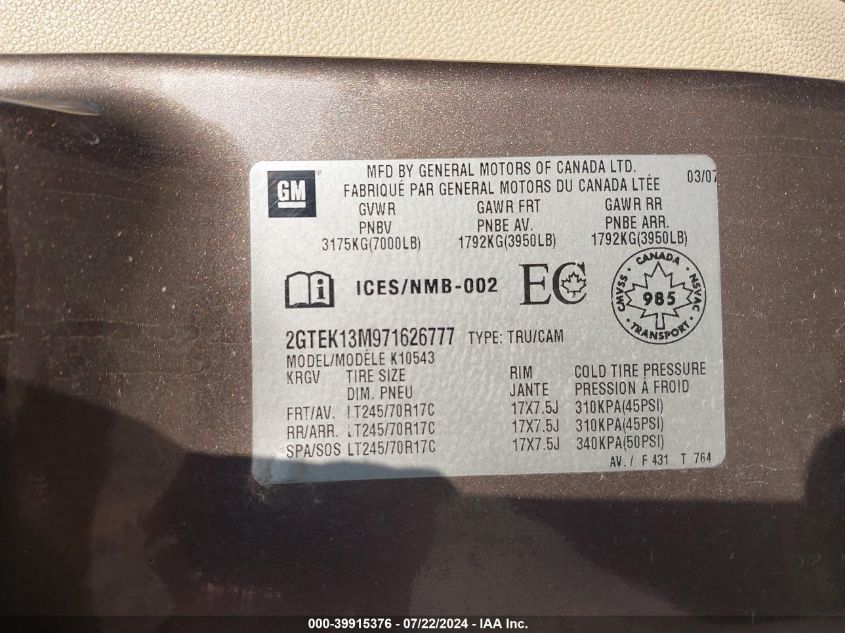 MFD BY GENERAL MOTORS OF CANADA LTD. 03/07
FABRIQUÉ PAR GENERAL MOTORS DU CANADA LTÉE
GM
GVWR GAWR FRT GAWR RR
PNBV PNBE AV. PNBE ARR.
3175KG(7000LB) 1792KG(3950LB) 1792KG(3950LB)
i ICES/NMB-002 EC
CANADA
CMVSS 985 NSVAC
TRANSPORT
2GTEK13M971626777 TYPE: TRU/CAM
MODEL/MODÈLE K10543
KRGV TIRE SIZE RIM COLD TIRE PRESSURE
DIM. PNEU JANTE PRESSION À FROID
FRT/AV. LT245/70R17C 17X7.5J 310KPA(45PSI)
RR/ARR. LT245/70R17C 17X7.5J 310KPA(45PSI)
SPA/SOS LT245/70R17C 17X7.5J 340KPA(50PSI)
AV./ F 431 T 764
000-39915376 / 07/22/2024 - IAA Inc.